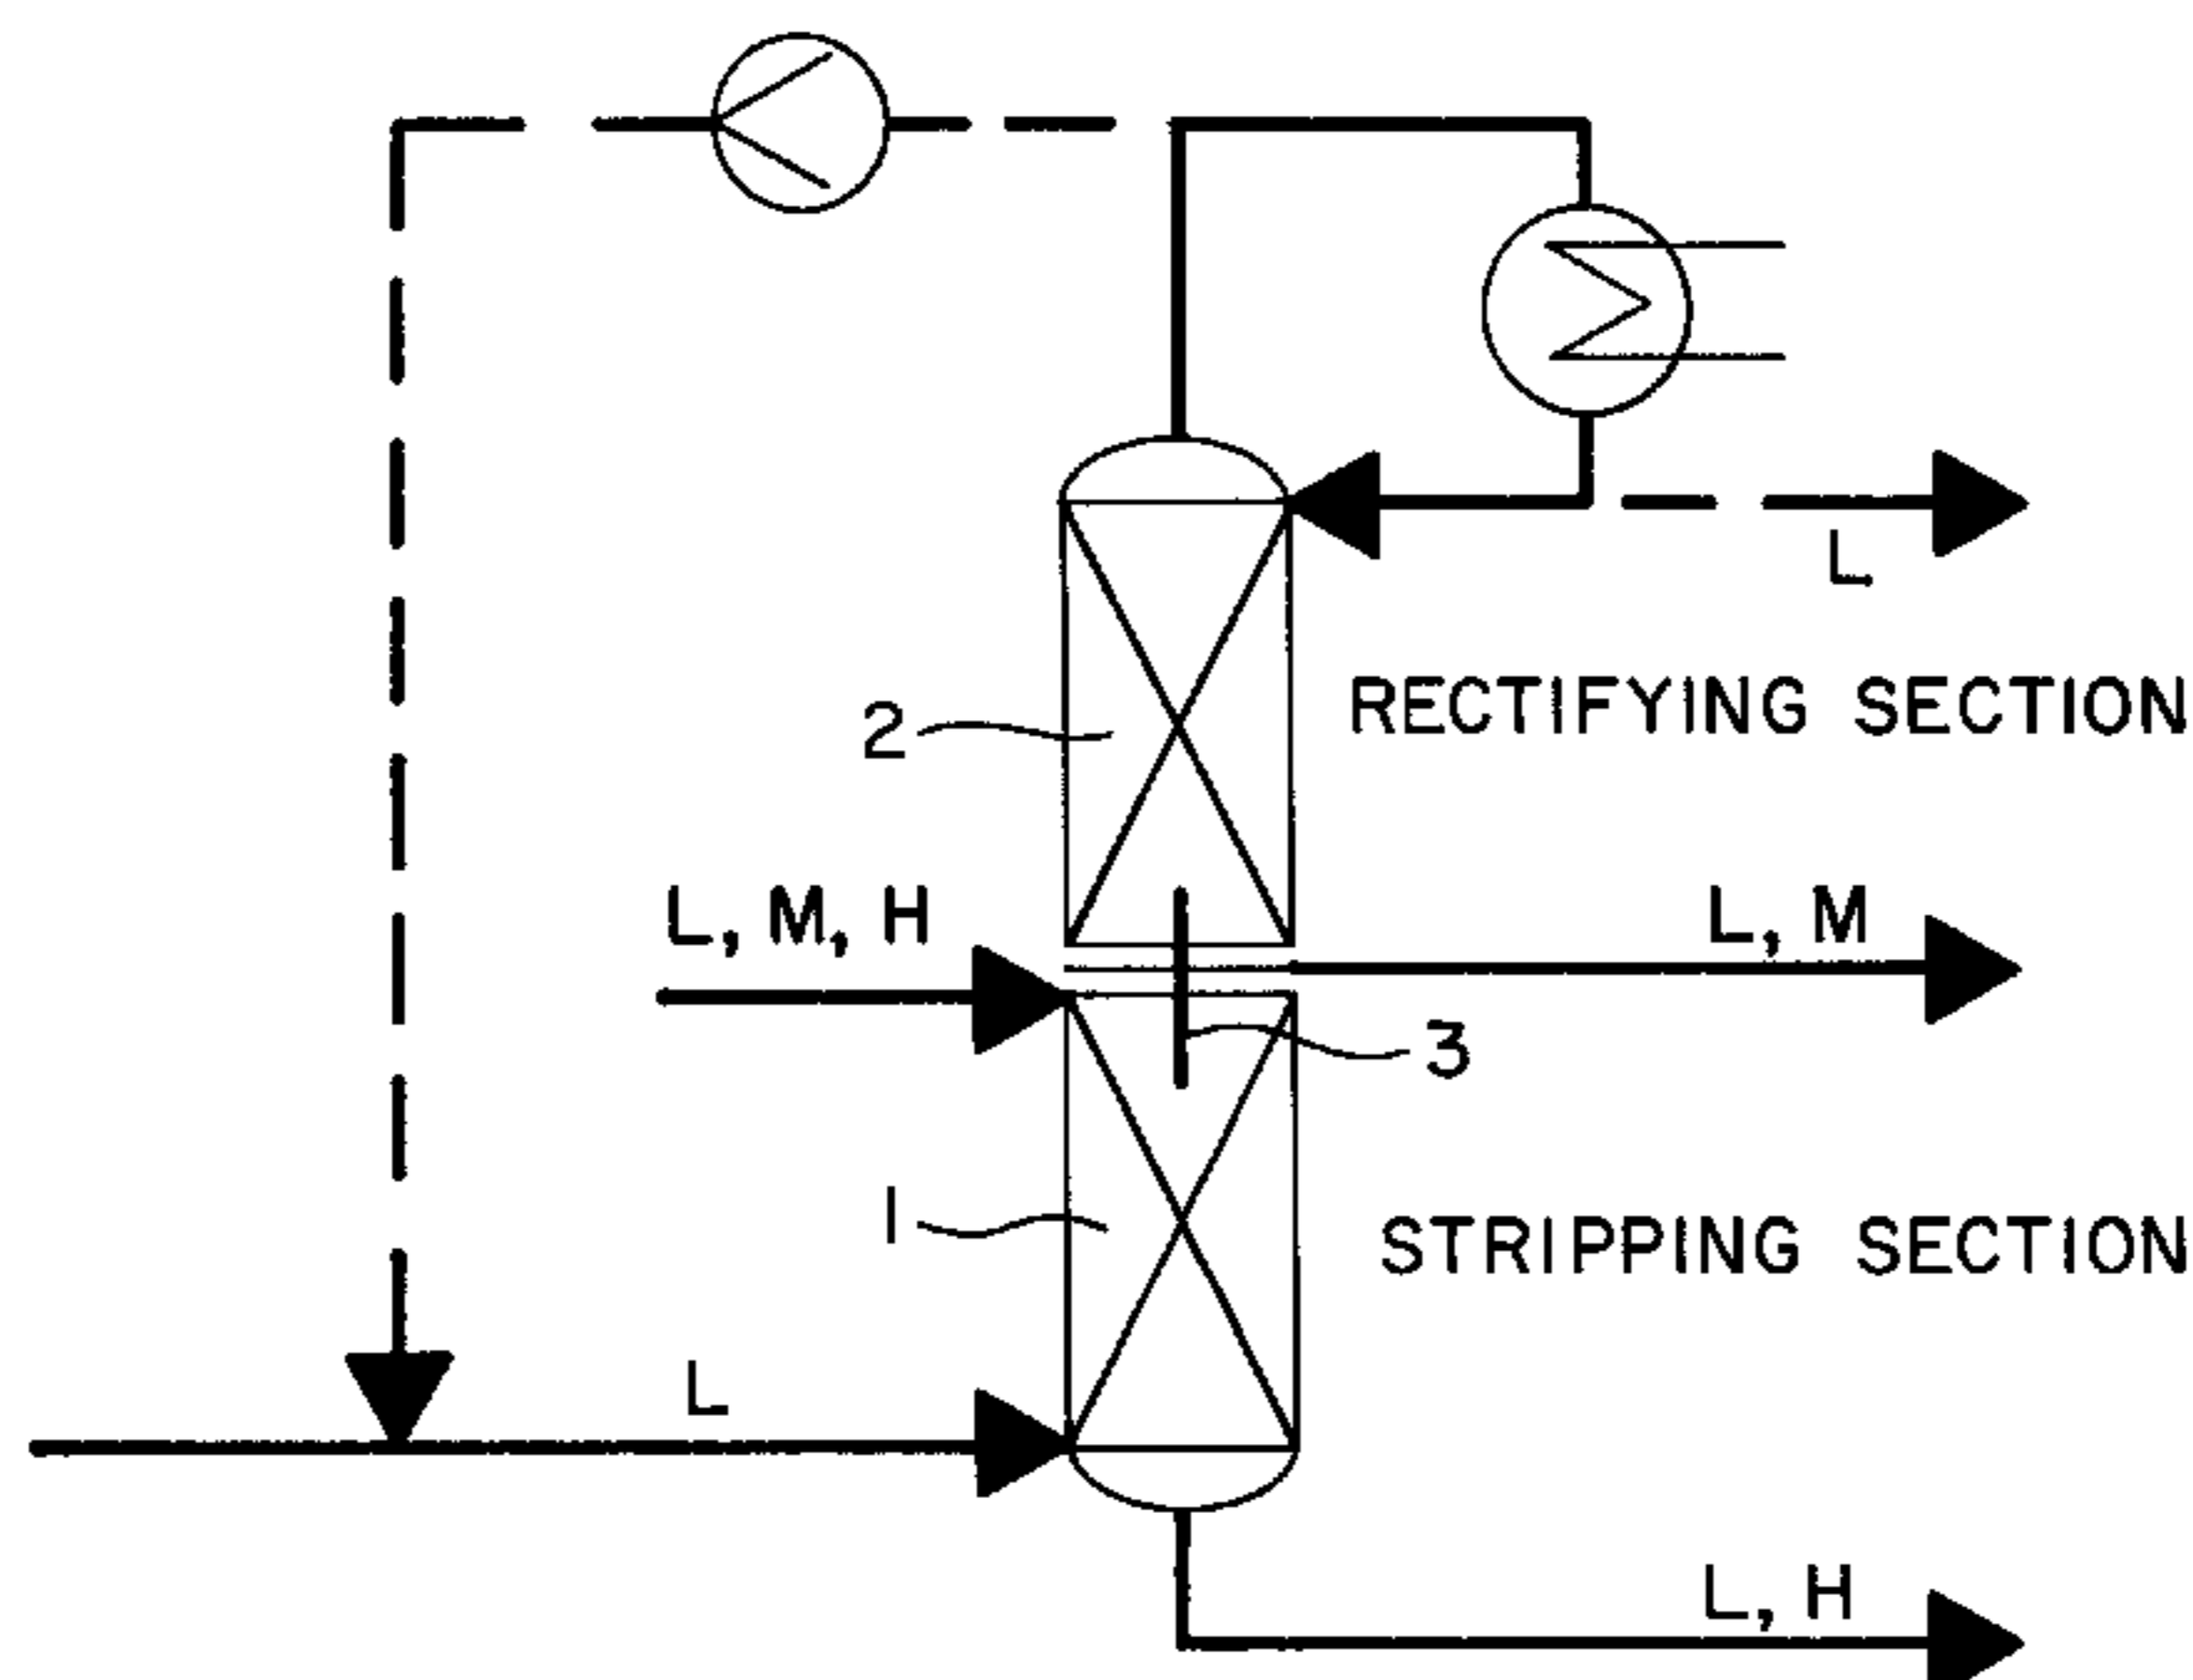 L
2
RECTIFYING SECTION
L, M, H
L, M
3
1
STRIPPING SECTION
L
L, H